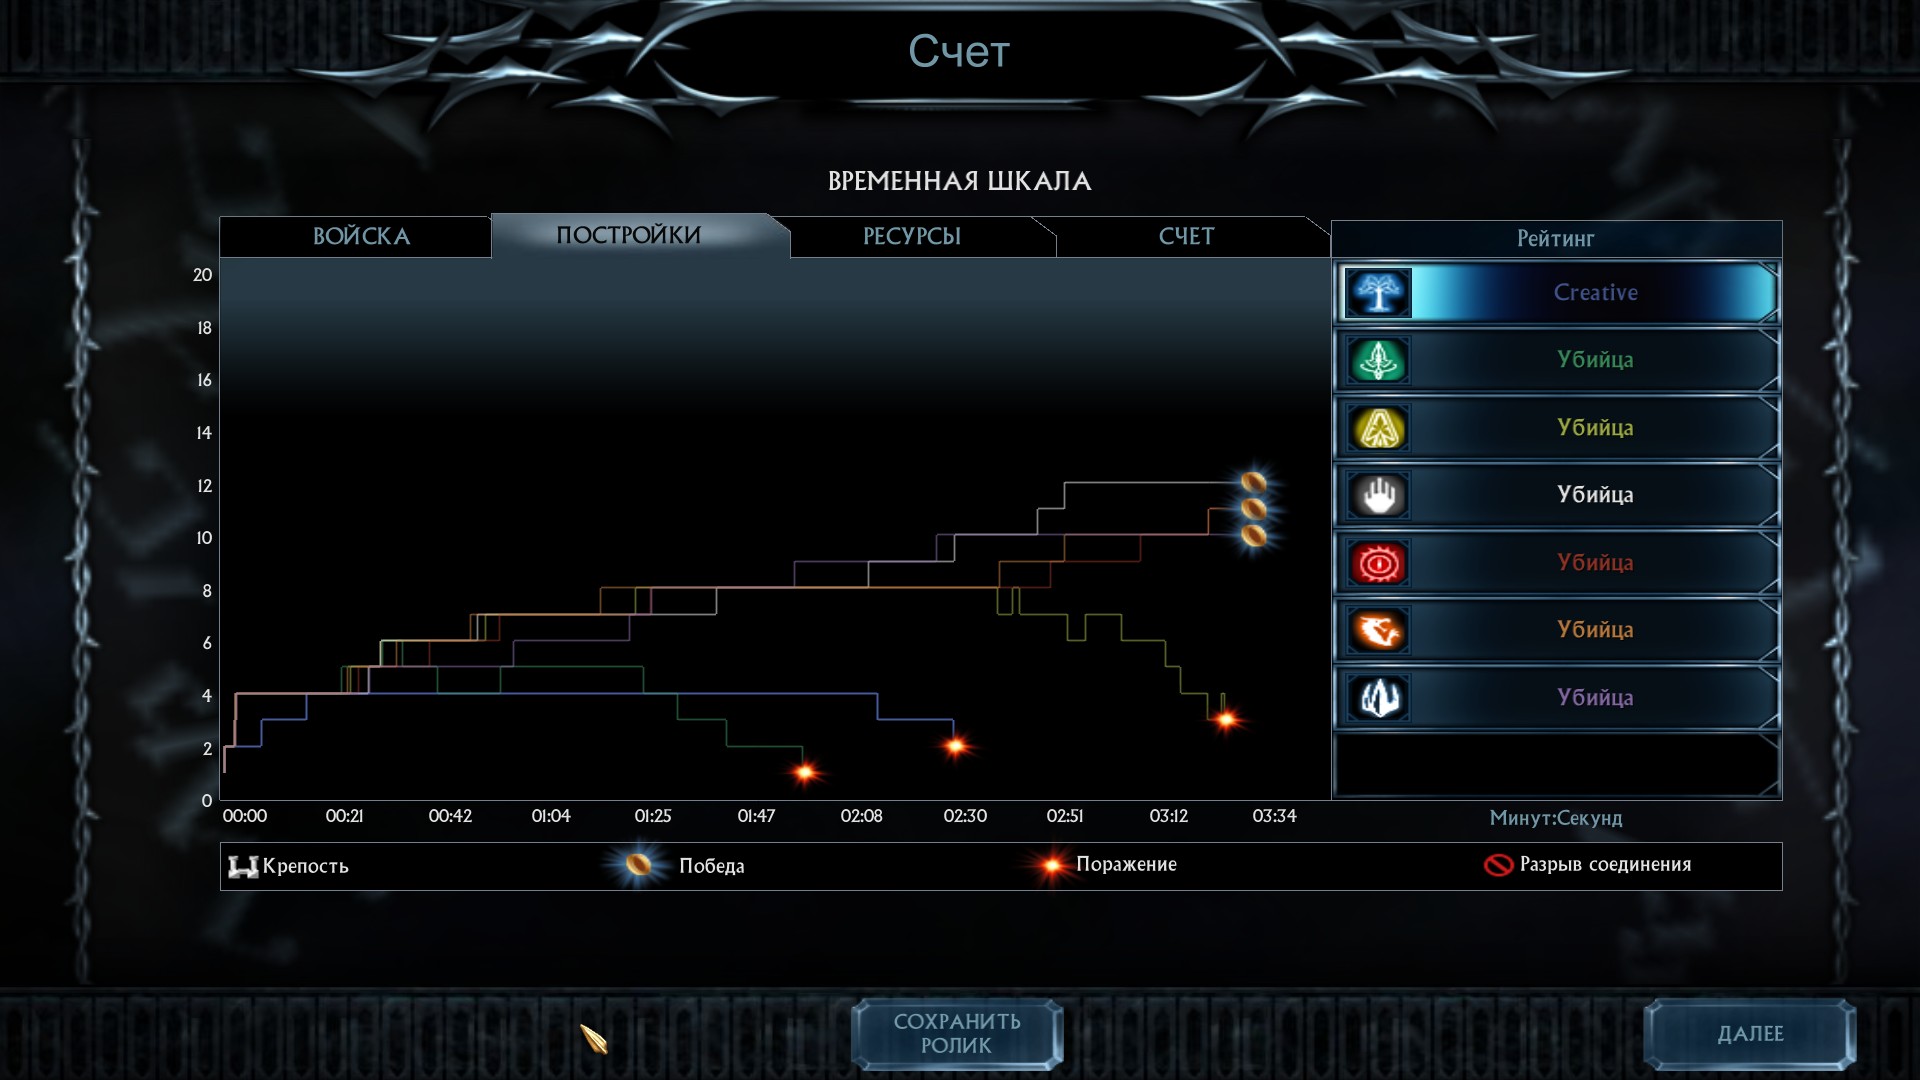 Счет
ВРЕМЕННАЯ ШКАЛА
ВОЙСКА
ПОСТРОЙКИ
РЕСУРСЫ
СЧЕТ
Рейтинг
20
18
16
14
12
10
8
6
4
2
0
Creative
Убийца
Убийца
Убийца
Убийца
Убийца
Убийца
00:00
00:21
00:42
01:04
01:25
01:47
02:08
02:30
02:51
03:12
03:34
Минут:Секунд
Крепость
Победа
Поражение
Разрыв соединения
СОХРАНИТЬ
РОЛИК
ДАЛЕЕ